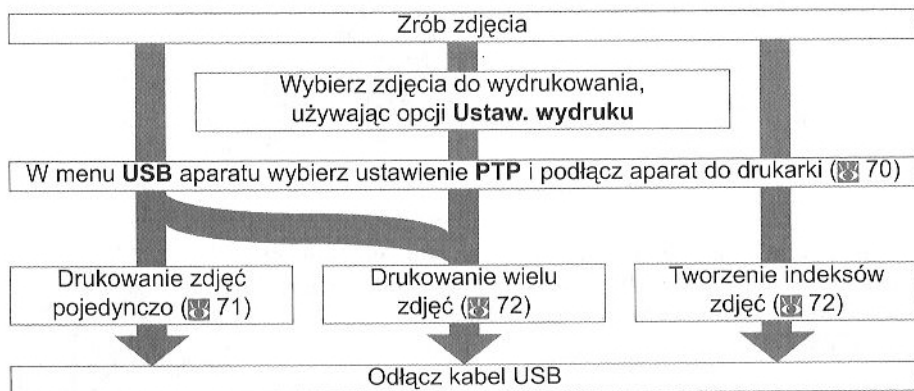 Zrób zdjęcia
Wybierz zdjęcia do wydrukowania,
używając opcji Ustaw. wydruku
W menu USB aparatu wybierz ustawienie PTP i podłącz aparat do drukarki ( 70)
Drukowanie zdjęć
pojedynczo ( 71)
Drukowanie wielu
zdjęć ( 72)
Tworzenie indeksów
zdjęć ( 72)
Odłącz kabel USB